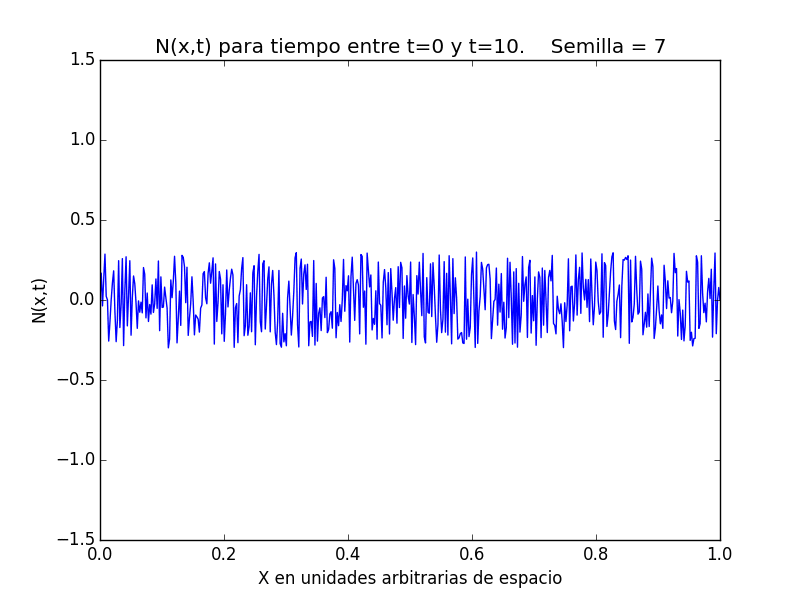 N(x,t) para tiempo entre t=0 y t=10.    Semilla = 7
1.5
1.0
0.5
0.0
−0.5
−1.0
−1.5
N(x,t)
0.0 0.2 0.4 0.6 0.8 1.0
X en unidades arbitrarias de espacio